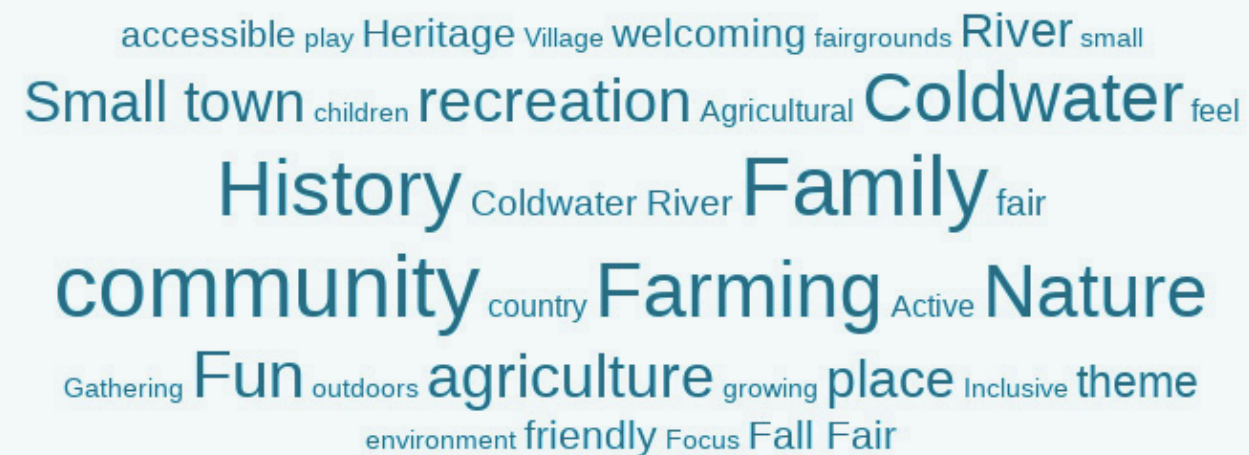 accessible play Heritage Village welcoming fairgrounds River small
Small town children recreation Agricultural Coldwater feel
History Coldwater River Family fair
community country Farming Active Nature
Gathering Fun outdoors agriculture growing place Inclusive theme
environment friendly Focus Fall Fair